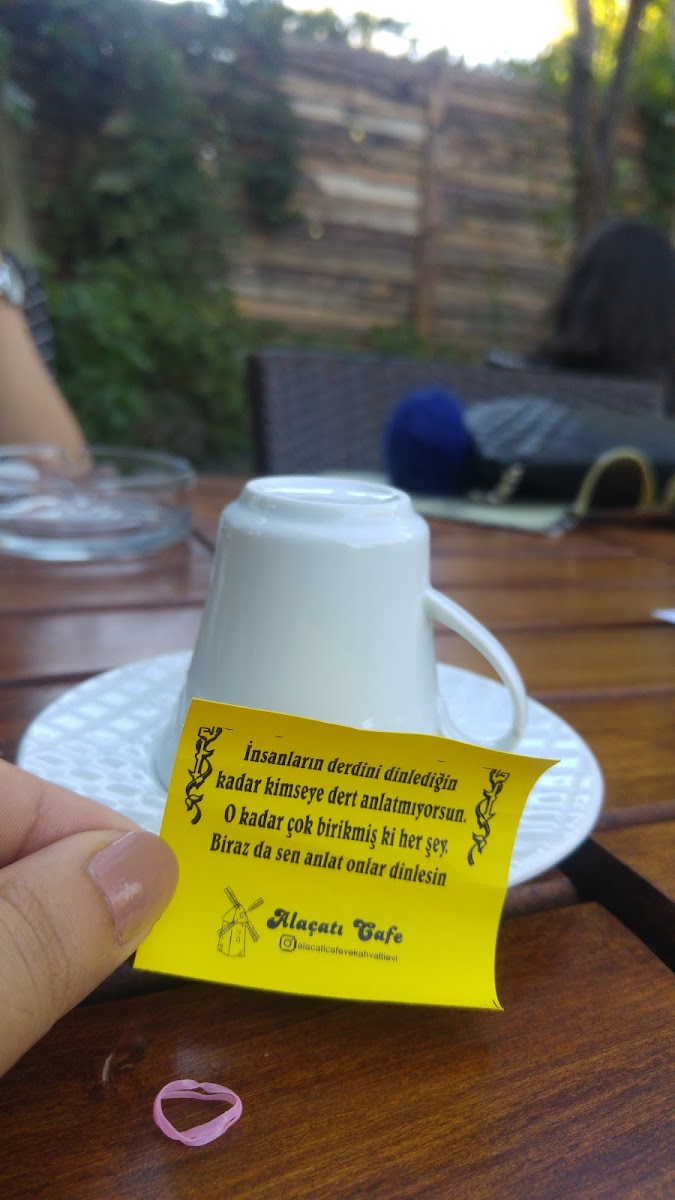 İnsanların derdini dinlediğin
kadar kimseye dert anlatmıyorsun.
O kadar çok birikmiş ki her şey.
Biraz da sen anlat onlar dinlesin
Alaçatı Cafe
alacaticafevekahvaltievi